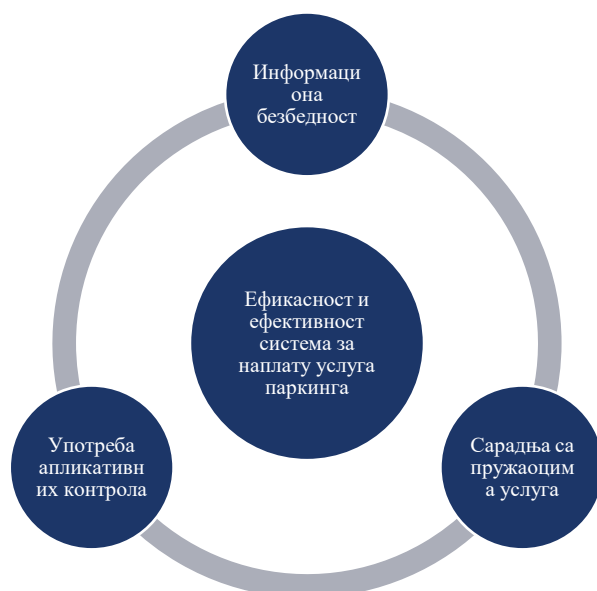 Информаци
она
безбедност
Ефикасност и
ефективност
система за
наплату услуга
паркинга
Употреба
апликативн
их контрола
Сарадња са
пружаоцим
а услуга